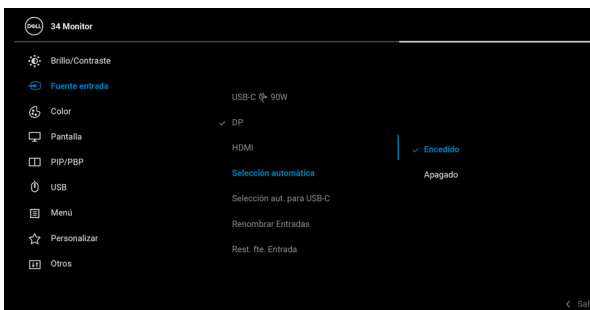 DELL 34 Monitor
Brillo/Contraste
Fuente entrada
Color
Pantalla
PIP/PBP
USB
Menú
Personalizar
Otros
USB-C 90W
DP
HDMI
Selección automática
Selección aut. para USB-C
Renombrar Entradas
Rest. fte. Entrada
Encedido
Apagado
Sal